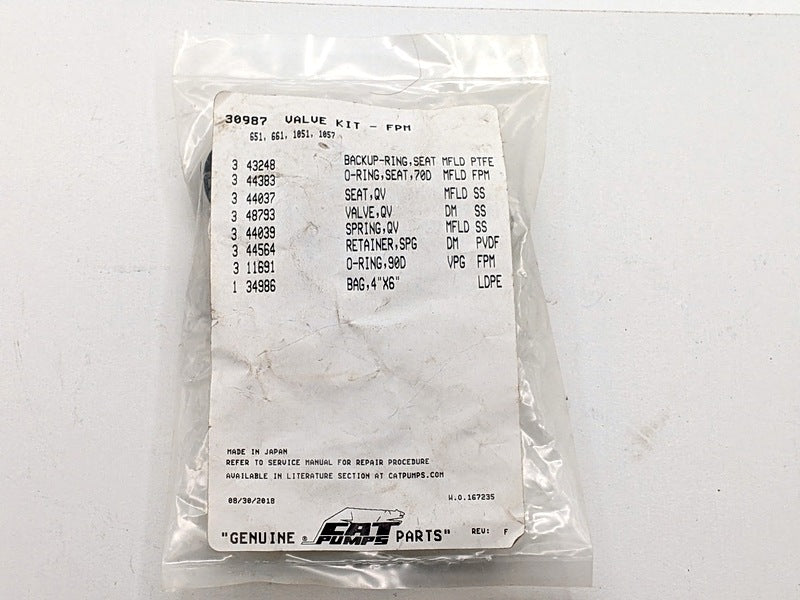 30987 VALVE KIT - FPM
651, 661, 1051, 1057
3 43248 BACKUP-RING,SEAT MFLD PTFE
3 44383 O-RING,SEAT,70D MFLD FPM
3 44037 SEAT,QV MFLD SS
3 48793 VALVE,QV DM SS
3 44039 SPRING,QV MFLD SS
3 44564 RETAINER,SPG DM PVDF
3 11691 O-RING,90D VPG FPM
1 34986 BAG,4"X6" LDPE
MADE IN JAPAN
REFER TO SERVICE MANUAL FOR REPAIR PROCEDURE
AVAILABLE IN LITERATURE SECTION AT CATPUMPS.COM
08/30/2018 W.O.167235
"GENUINE ® CAT PUMPS PARTS" REV: F